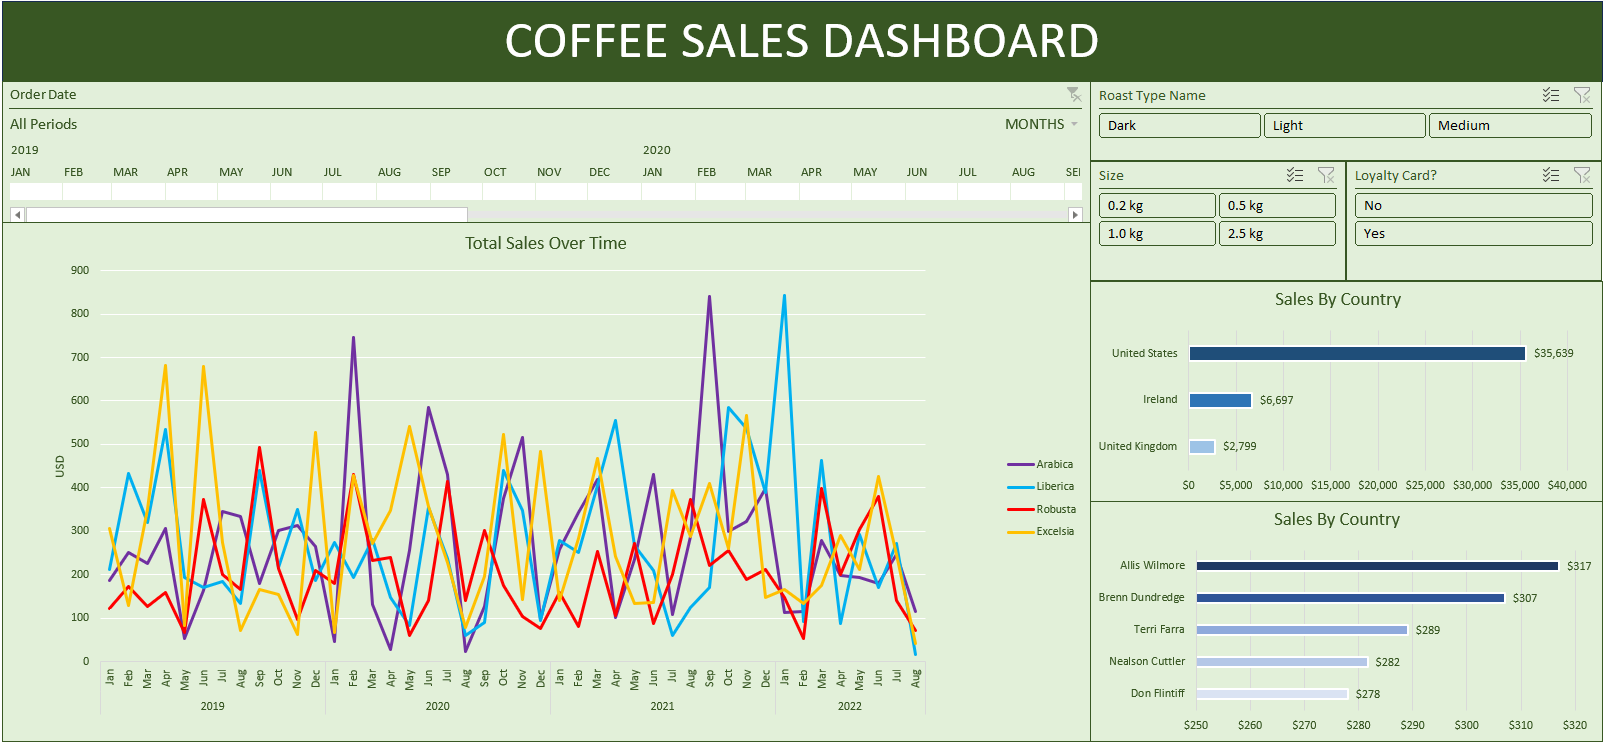 COFFEE SALES DASHBOARD
Order Date
All Periods
MONTHS
2019 2020
JAN FEB MAR APR MAY JUN JUL AUG SEP OCT NOV DEC JAN FEB MAR APR MAY JUN JUL AUG SEI
Roast Type Name
Dark Light Medium
Size
0.2 kg 0.5 kg
1.0 kg 2.5 kg
Loyalty Card?
No
Yes
Total Sales Over Time
900
800
700
600
500
400
300
200
100
0
USD
Jan Feb Mar Apr May Jun Jul Aug Sep Oct Nov Dec Jan Feb Mar Apr May Jun Jul Aug Sep Oct Nov Dec Jan Feb Mar Apr May Jun Jul Aug Sep Oct Nov Dec Jan Feb Mar Apr May Jun Jul Aug
2019 2020 2021 2022
Arabica
Liberica
Robusta
Excelsia
Sales By Country
United States $35,639
Ireland $6,697
United Kingdom $2,799
$0 $5,000 $10,000 $15,000 $20,000 $25,000 $30,000 $35,000 $40,000
Sales By Country
Allis Wilmore $317
Brenn Dundredge $307
Terri Farra $289
Nealson Cuttler $282
Don Flintiff $278
$250 $260 $270 $280 $290 $300 $310 $320